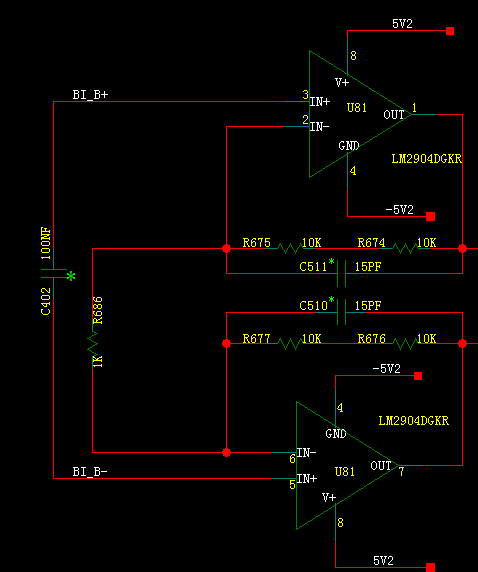 5V2
8
V+
BI_B+
3
IN+
U81
OUT
1
2
IN-
GND
LM2904DGKR
4
-5V2
100NF
*
C402
R675
10K
R674
10K
C511
*
15PF
C510
*
15PF
R686
1K
R677
10K
R676
10K
-5V2
4
LM2904DGKR
GND
6
IN-
OUT
7
BI_B-
5
IN+
U81
V+
8
5V2